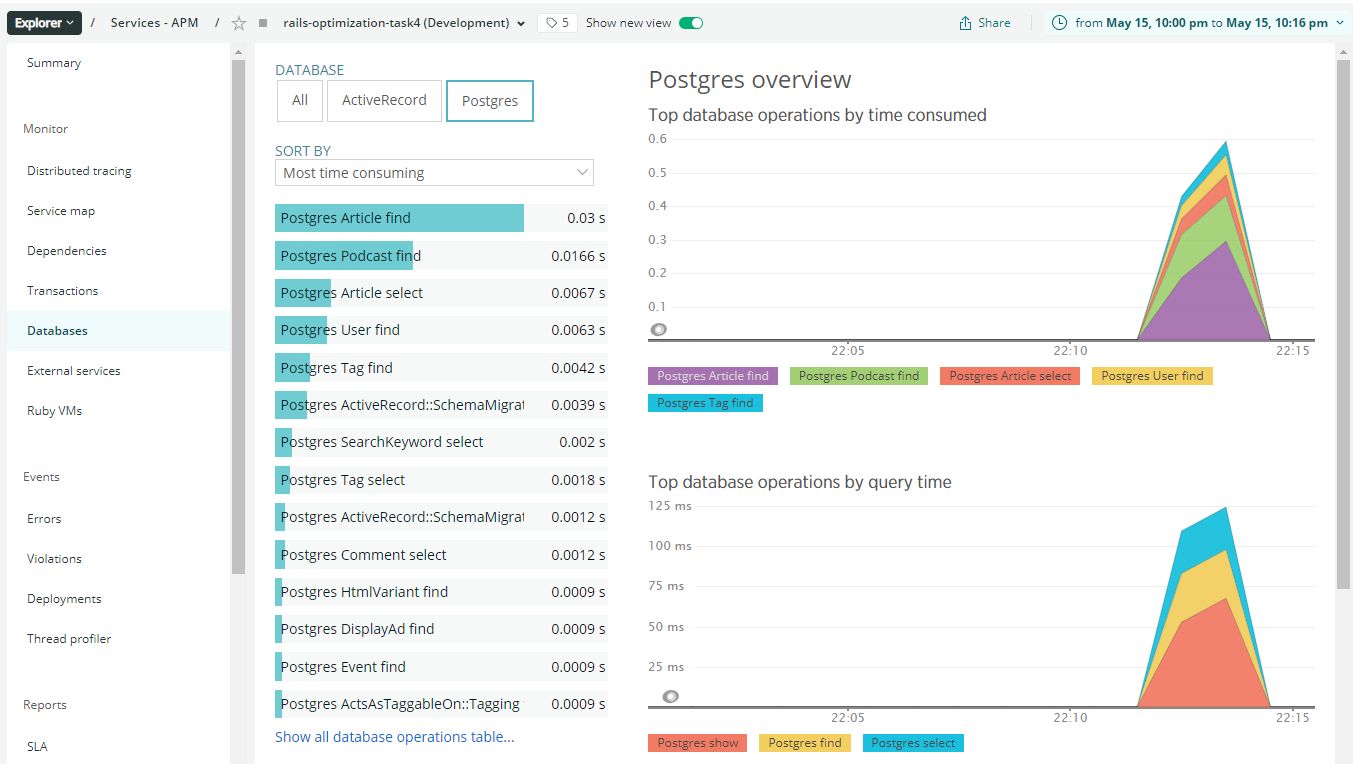 Explorer / Services - APM / rails-optimization-task4 (Development) 5 Show new view Share from May 15, 10:00 pm to May 15, 10:16 pm
Summary
Monitor
Distributed tracing
Service map
Dependencies
Transactions
Databases
External services
Ruby VMs
Events
Errors
Violations
Deployments
Thread profiler
Reports
SLA
DATABASE
All ActiveRecord Postgres
SORT BY
Most time consuming
Postgres Article find 0.03 s
Postgres Podcast find 0.0166 s
Postgres Article select 0.0067 s
Postgres User find 0.0063 s
Postgres Tag find 0.0042 s
Postgres ActiveRecord::SchemaMigrat 0.0039 s
Postgres SearchKeyword select 0.002 s
Postgres Tag select 0.0018 s
Postgres ActiveRecord::SchemaMigrat 0.0012 s
Postgres Comment select 0.0012 s
Postgres HtmlVariant find 0.0009 s
Postgres DisplayAd find 0.0009 s
Postgres Event find 0.0009 s
Postgres ActsAsTaggableOn::Tagging 0.0009 s
Show all database operations table...
Postgres overview
Top database operations by time consumed
0.6
0.5
0.4
0.3
0.2
0.1
22:05 22:10 22:15
Postgres Article find Postgres Podcast find Postgres Article select Postgres User find
Postgres Tag find
Top database operations by query time
125 ms
100 ms
75 ms
50 ms
25 ms
22:05 22:10 22:15
Postgres show Postgres find Postgres select